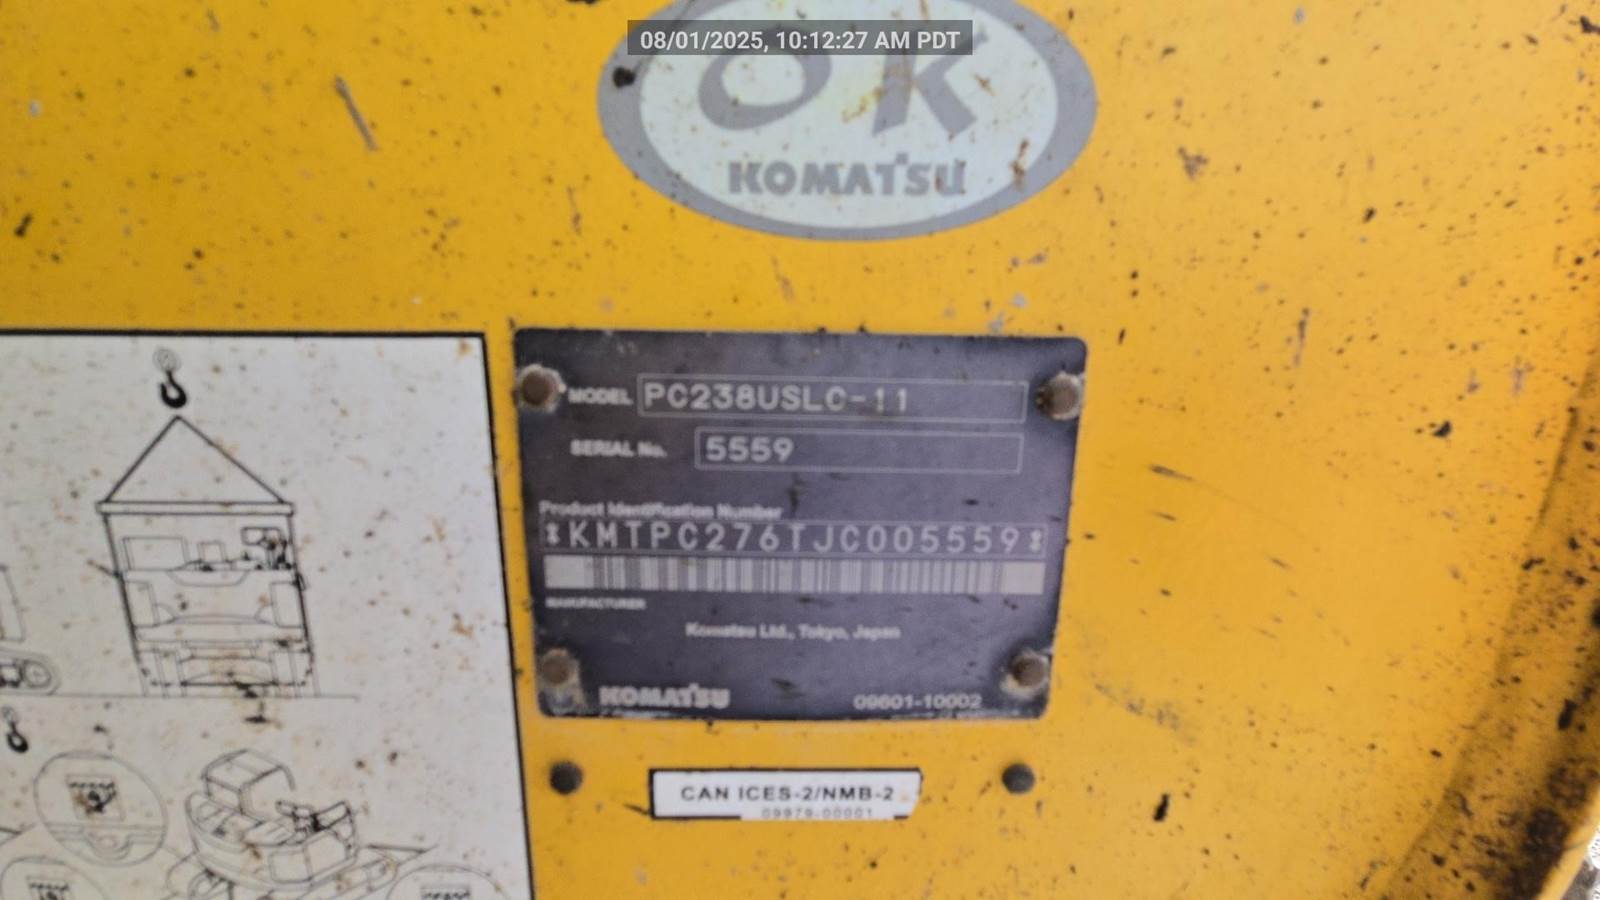 08/01/2025, 10:12:27 AM PDT
OK
KOMATSU
MODEL PC238USLC-11
SERIAL No. 5559
Product Identification Number
*KMTPC276TJC005559*
MANUFACTURER
Komatsu Ltd., Tokyo, Japan
KOMATSU 09601-10002
CAN ICES-2/NMB-2
09979-00001